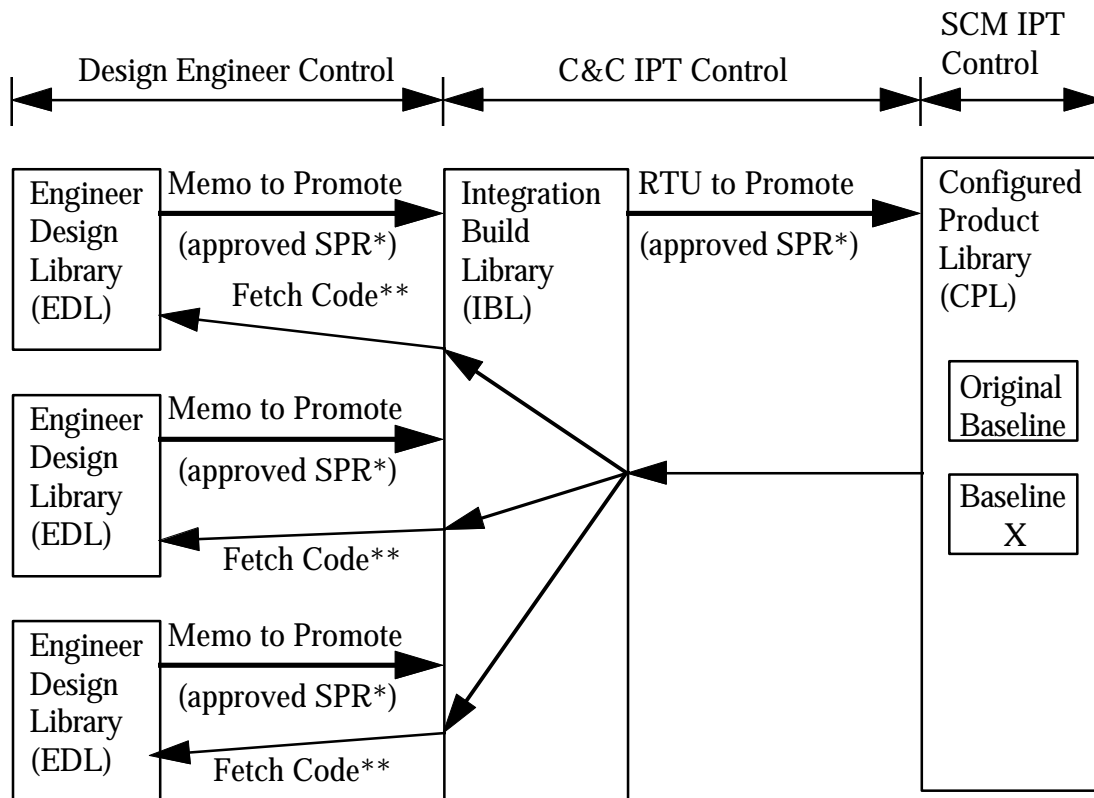 SCM IPT
Control
Design Engineer Control
C&C IPT Control
Engineer
Design
Library
(EDL)
Memo to Promote
(approved SPR*)
Fetch Code**
Integration
Build
Library
(IBL)
RTU to Promote
(approved SPR*)
Configured
Product
Library
(CPL)
Original
Baseline
Baseline
X
Engineer
Design
Library
(EDL)
Memo to Promote
(approved SPR*)
Fetch Code**
Engineer
Design
Library
(EDL)
Memo to Promote
(approved SPR*)
Fetch Code**